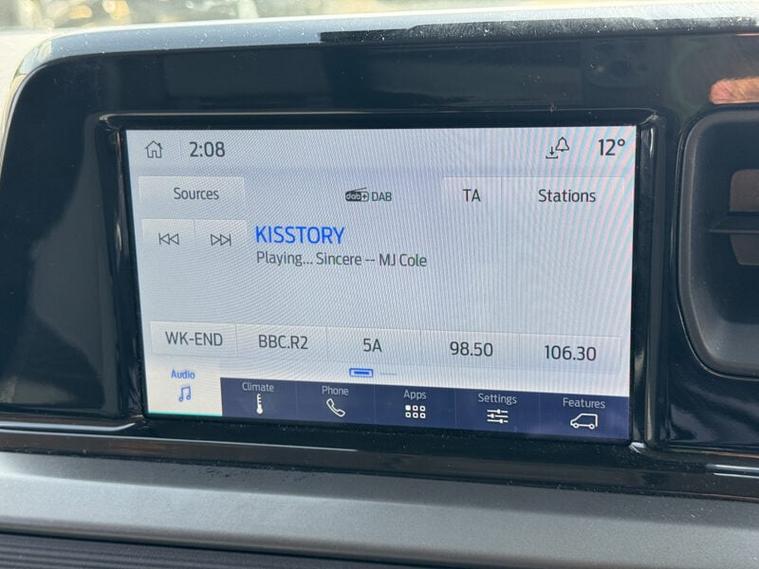 2:08
12°
Sources
dab+ DAB
TA
Stations
KISSTORY
Playing... Sincere -- MJ Cole
WK-END
BBC.R2
5A
98.50
106.30
Audio
Climate
Phone
Apps
Settings
Features